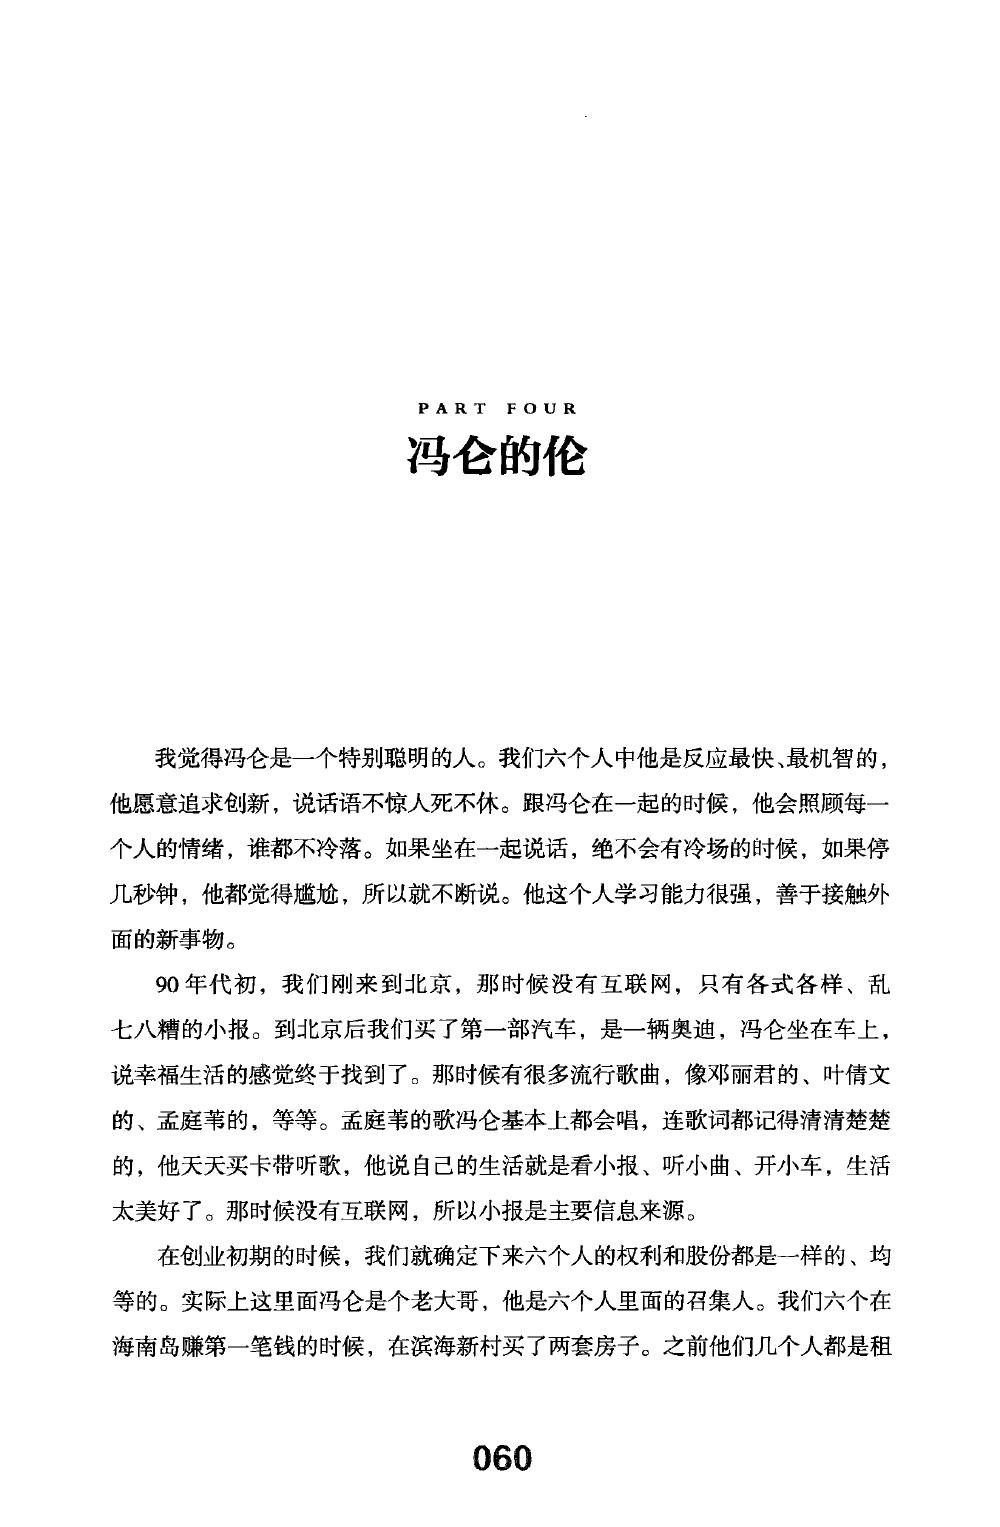 PART FOUR
冯仑的伦
我觉得冯仑是一个特别聪明的人。我们六个人中他是反应最快、最机智的，
他愿意追求创新，说话语不惊人死不休。跟冯仑在一起的时候，他会照顾每一
个人的情绪，谁都不冷落。如果坐在一起说话，绝不会有冷场的时候，如果停
几秒钟，他都觉得尴尬，所以就不断说。他这个人学习能力很强，善于接触外
面的新事物。
90 年代初，我们刚来到北京，那时候没有互联网，只有各式各样、乱
七八糟的小报。到北京后我们买了第一部汽车，是一辆奥迪，冯仑坐在车上，
说幸福生活的感觉终于找到了。那时候有很多流行歌曲，像邓丽君的、叶倩文
的、孟庭苇的，等等。孟庭苇的歌冯仑基本上都会唱，连歌词都记得清清楚楚
的，他天天买卡带听歌，他说自己的生活就是看小报、听小曲、开小车，生活
太美好了。那时候没有互联网，所以小报是主要信息来源。
在创业初期的时候，我们就确定下来六个人的权利和股份都是一样的、均
等的。实际上这里面冯仑是个老大哥，他是六个人里面的召集人。我们六个在
海南岛赚第一笔钱的时候，在滨海新村买了两套房子。之前他们几个人都是租
060